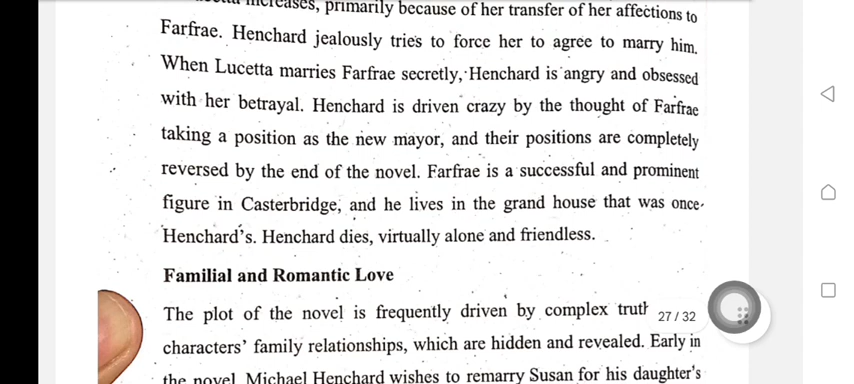 increases, primarily because of her transfer of her affections to
Farfrae. Henchard jealously tries to force her to agree to marry him.
When Lucetta marries Farfrae secretly, Henchard is angry and obsessed
with her betrayal. Henchard is driven crazy by the thought of Farfrae
taking a position as the new mayor, and their positions are completely
reversed by the end of the novel. Farfrae is a successful and prominent
figure in Casterbridge, and he lives in the grand house that was once
Henchard's. Henchard dies, virtually alone and friendless.
Familial and Romantic Love
The plot of the novel is frequently driven by complex
27 / 32
characters' family relationships, which are hidden and revealed. Early in
the novel, Michael Henchard wishes to remarry Susan for his daughter's